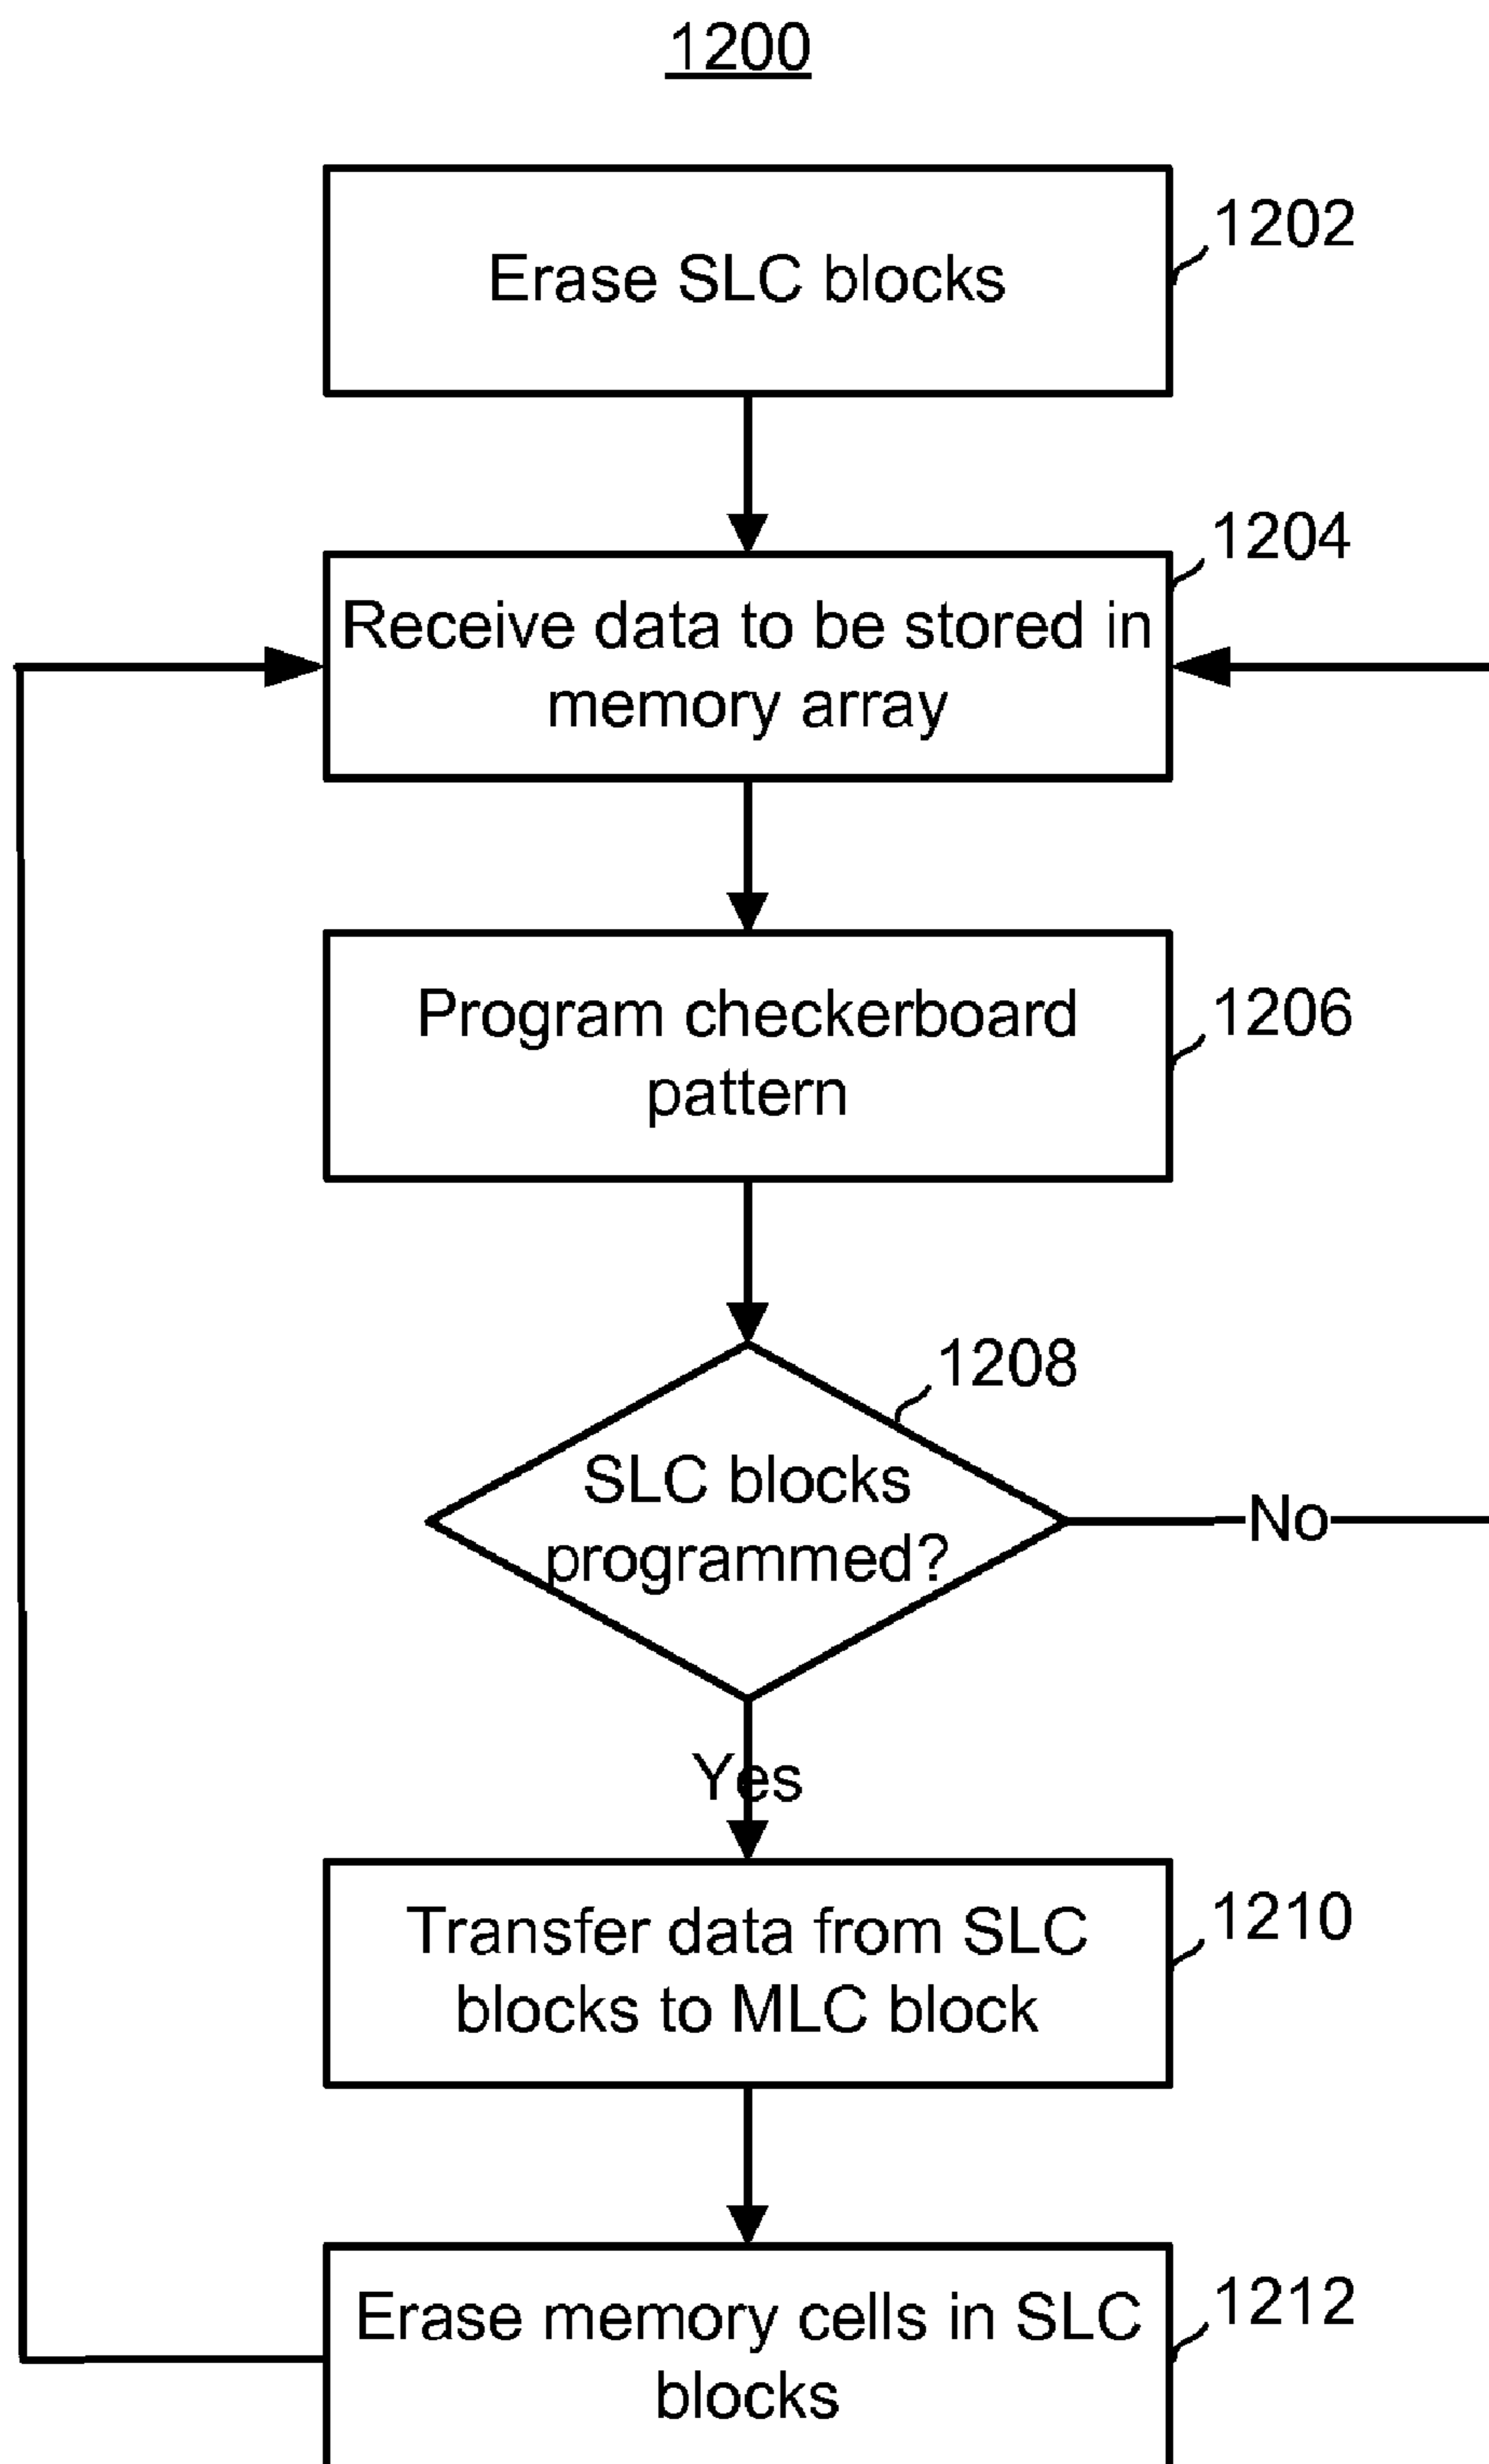 1200
Erase SLC blocks
1202
Receive data to be stored in
memory array
1204
Program checkerboard
pattern
1206
SLC blocks
programmed?
1208
No
Yes
Transfer data from SLC
blocks to MLC block
1210
Erase memory cells in SLC
blocks
1212